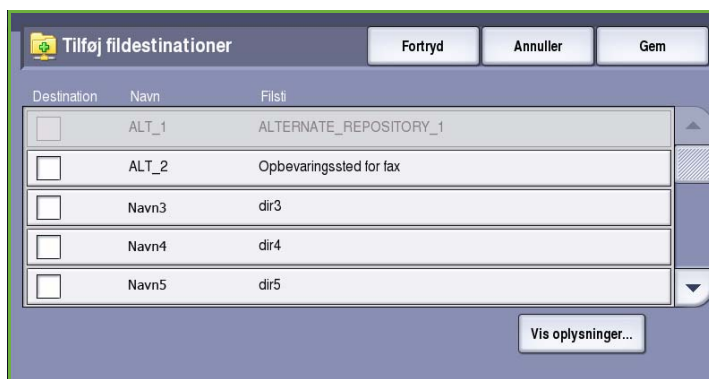 Tilføj fildestinationer Fortryd Annuller Gem
Destination Navn Filsti
ALT_1 ALTERNATE_REPOSITORY_1
ALT_2 Opbevaringssted for fax
Navn3 dir3
Navn4 dir4
Navn5 dir5
Vis oplysninger...